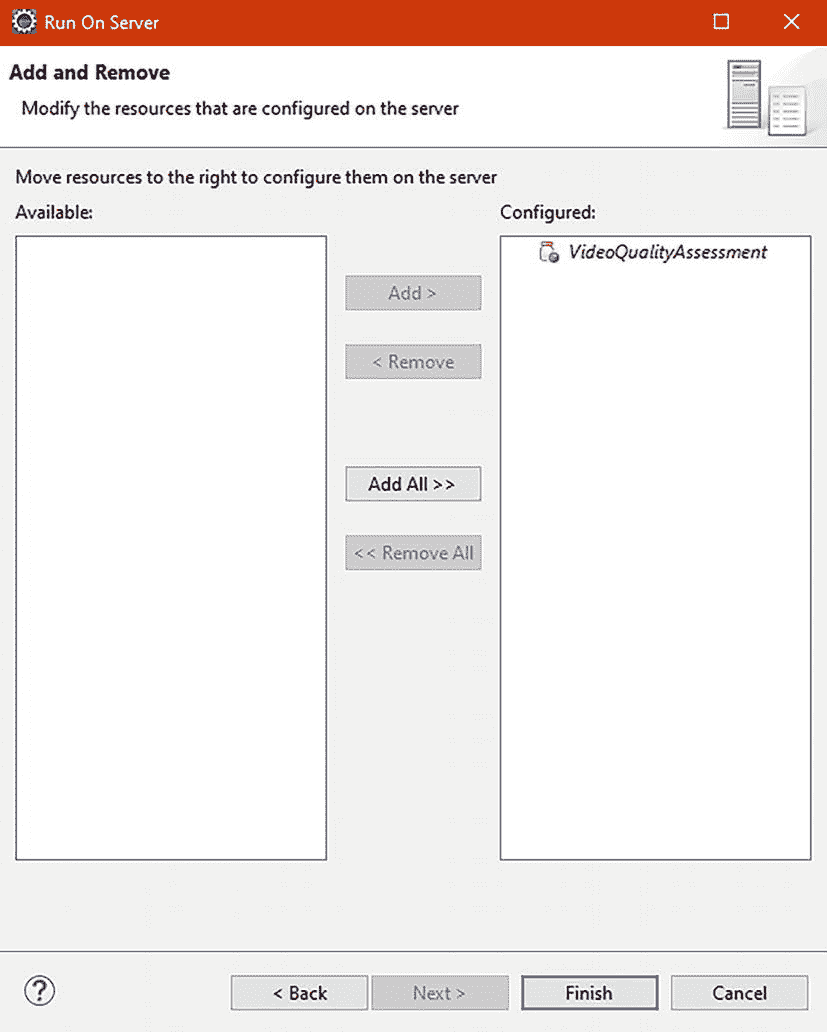 Run On Server
Add and Remove
Modify the resources that are configured on the server
Move resources to the right to configure them on the server
Available:
Configured:
VideoQualityAssessment
Add >
< Remove
Add All >>
<< Remove All
?
< Back
Next >
Finish
Cancel